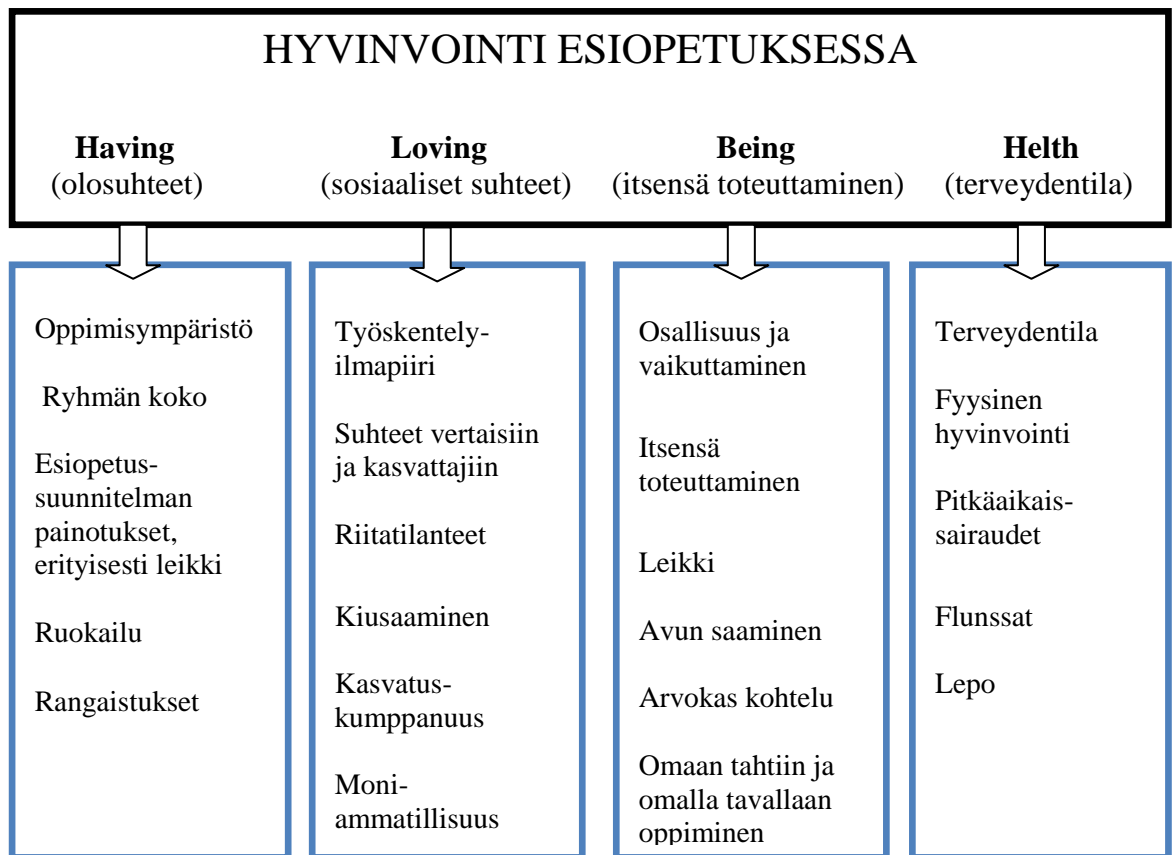 HYVINVOINTI ESIOPETUKSESSA
Having
(olosuhteet)
Loving
(sosiaaliset suhteet)
Being
(itsensä toteuttaminen)
Helth
(terveydentila)
Oppimisympäristö
Ryhmän koko
Esiopetus-
suunnitelman
painotukset,
erityisesti leikki
Ruokailu
Rangaistukset
Työskentely-
ilmapiiri
Suhteet vertaisiin
ja kasvattajiin
Riitatilanteet
Kiusaaminen
Kasvatus-
kumppanuus
Moni-
ammatillisuus
Osallisuus ja
vaikuttaminen
Itsensä
toteuttaminen
Leikki
Avun saaminen
Arvokas kohtelu
Omaan tahtiin ja
omalla tavallaan
oppiminen
Terveydentila
Fyysinen
hyvinvointi
Pitkäaikais-
sairaudet
Flunssat
Lepo